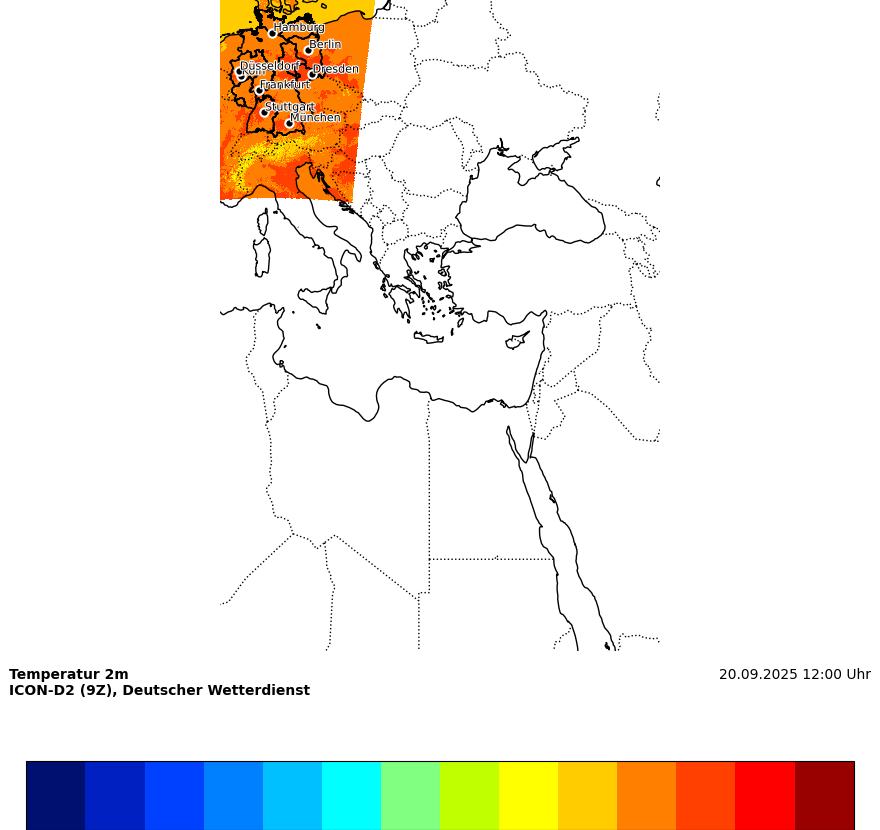 Hamburg
Berlin
Düsseldorf
Köln
Dresden
Frankfurt
Stuttgart
München
Temperatur 2m
20.09.2025 12:00 Uhr
ICON-D2 (9Z), Deutscher Wetterdienst